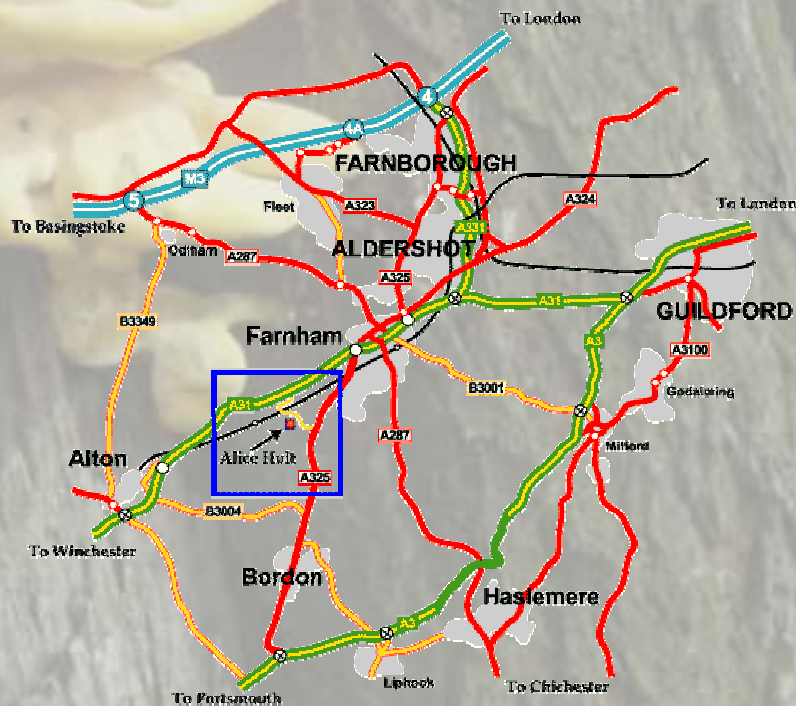 To London
4
4A
FARNBOROUGH
M3
5
To Basingstoke
Fleet
A323
A324
To London
Odiham
A287
ALDERSHOT
A331
A325
A31
GUILDFORD
B3349
Farnham
A3
A3100
B3001
Godalming
A31
A287
Milford
Alton
Alice Holt
A325
B3004
To Winchester
Bordon
Haslemere
A3
Liphook
To Chichester
To Portsmouth